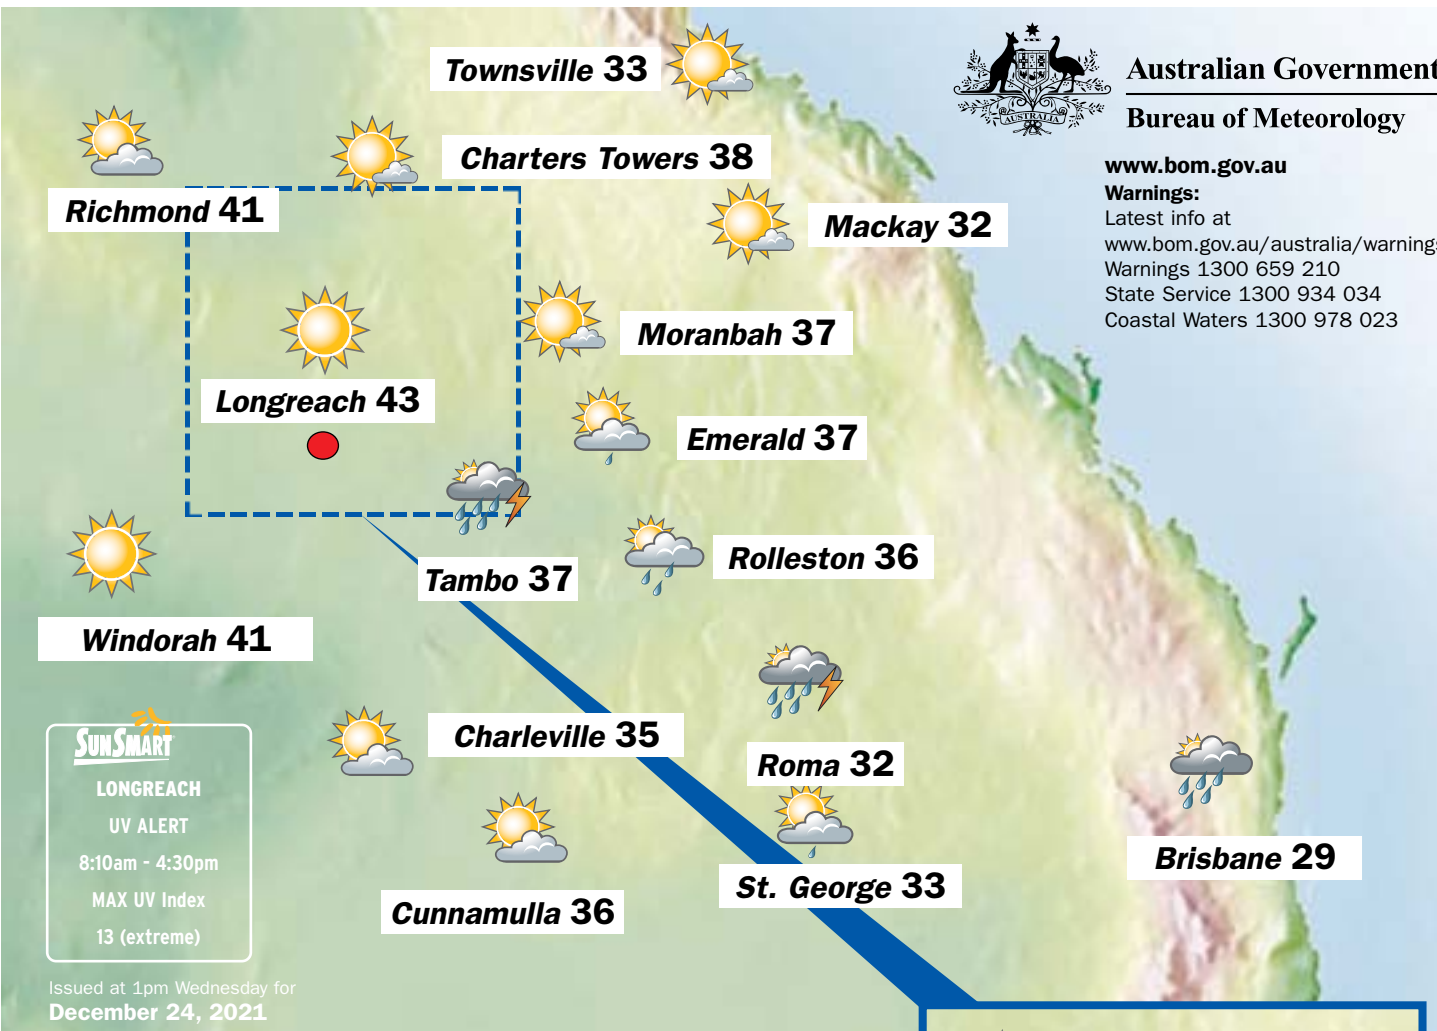 Townsville 33
Australian Government
Bureau of Meteorology
AUSTRALIA
www.bom.gov.au
Warnings:
Latest info at
www.bom.gov.au/australia/warnings
Warnings 1300 659 210
State Service 1300 934 034
Coastal Waters 1300 978 023
Charters Towers 38
Richmond 41
Mackay 32
Moranbah 37
Longreach 43
Emerald 37
Rolleston 36
Tambo 37
Windorah 41
Charleville 35
Roma 32
Brisbane 29
St. George 33
Cunnamulla 36
SUNSMART
LONGREACH
UV ALERT
8:10am - 4:30pm
MAX UV Index
13 (extreme)
Issued at 1pm Wednesday for
December 24, 2021